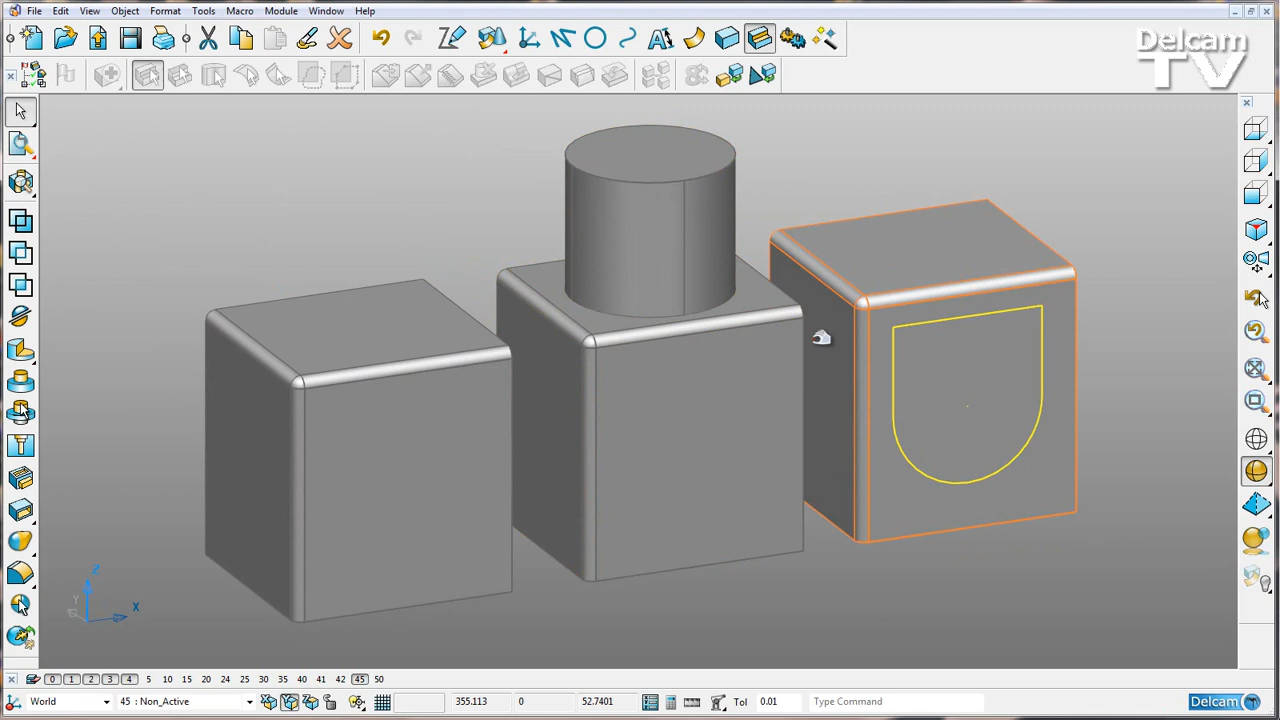 File Edit View Object Format Tools Macro Module Window Help
Delcam
TV
Z
Y
X
0 1 2 3 4 5 10 15 20 25 30 35 40 41 42 45 50
World 45 : Non_Active 355.113 0 52.7401 Tol 0.01 Type Command Delcam